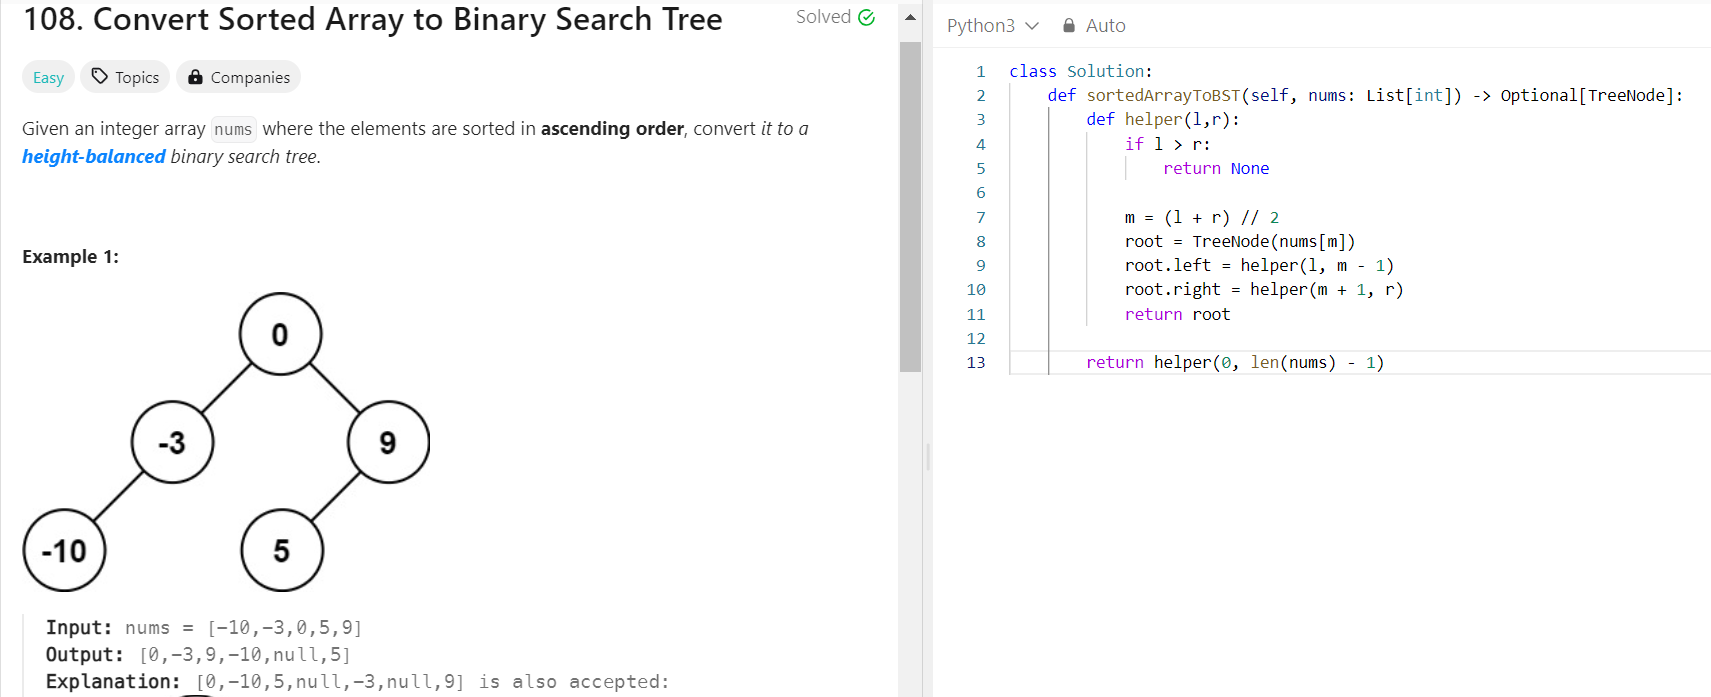 108. Convert Sorted Array to Binary Search Tree
Solved
Easy
Topics
Companies
Given an integer array nums where the elements are sorted in ascending order, convert it to a
height-balanced binary search tree.
Example 1:
0
-3
9
-10
5
Input: nums = [-10,-3,0,5,9]
Output: [0,-3,9,-10,null,5]
Explanation: [0,-10,5,null,-3,null,9] is also accepted:
Python3
Auto
1 class Solution:
2     def sortedArrayToBST(self, nums: List[int]) -> Optional[TreeNode]:
3         def helper(l,r):
4             if l > r:
5                 return None
6
7             m = (l + r) // 2
8             root = TreeNode(nums[m])
9             root.left = helper(l, m - 1)
10             root.right = helper(m + 1, r)
11             return root
12
13         return helper(0, len(nums) - 1)